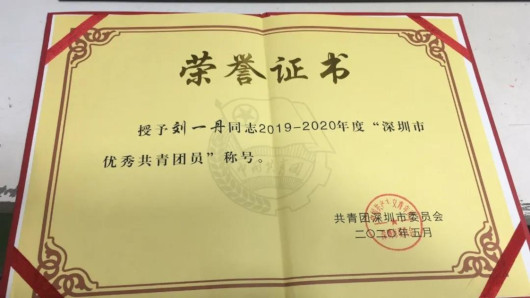 荣誉证书
授予刘一丹同志2019-2020年度“深圳市
优秀共青团员”称号。
共青团深圳市委员会
二〇二〇年五月